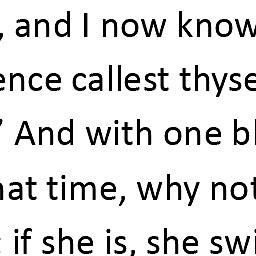 , and I now know
ence callest thyse
’ And with one bl
hat time, why not
: if she is, she swi